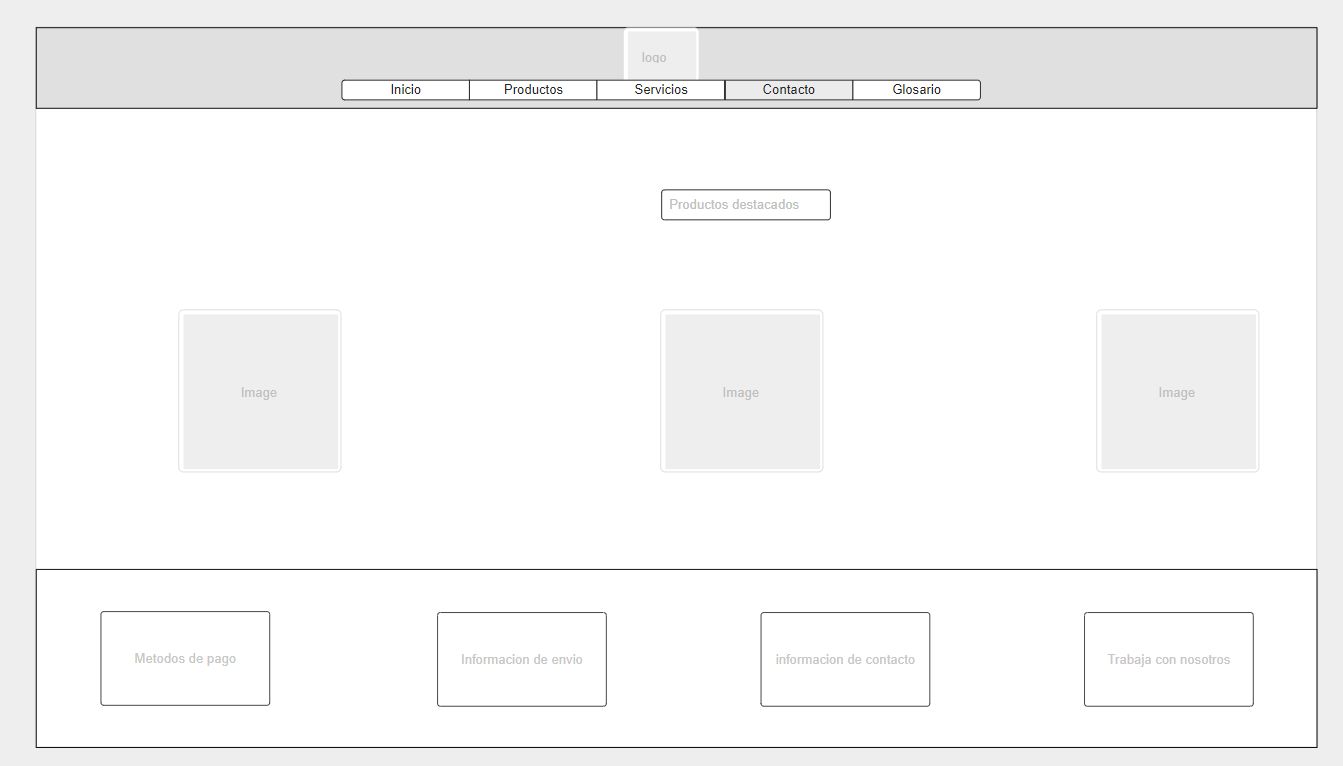 logo
Inicio Productos Servicios Contacto Glosario
Productos destacados
Image Image Image
Metodos de pago Informacion de envio informacion de contacto Trabaja con nosotros